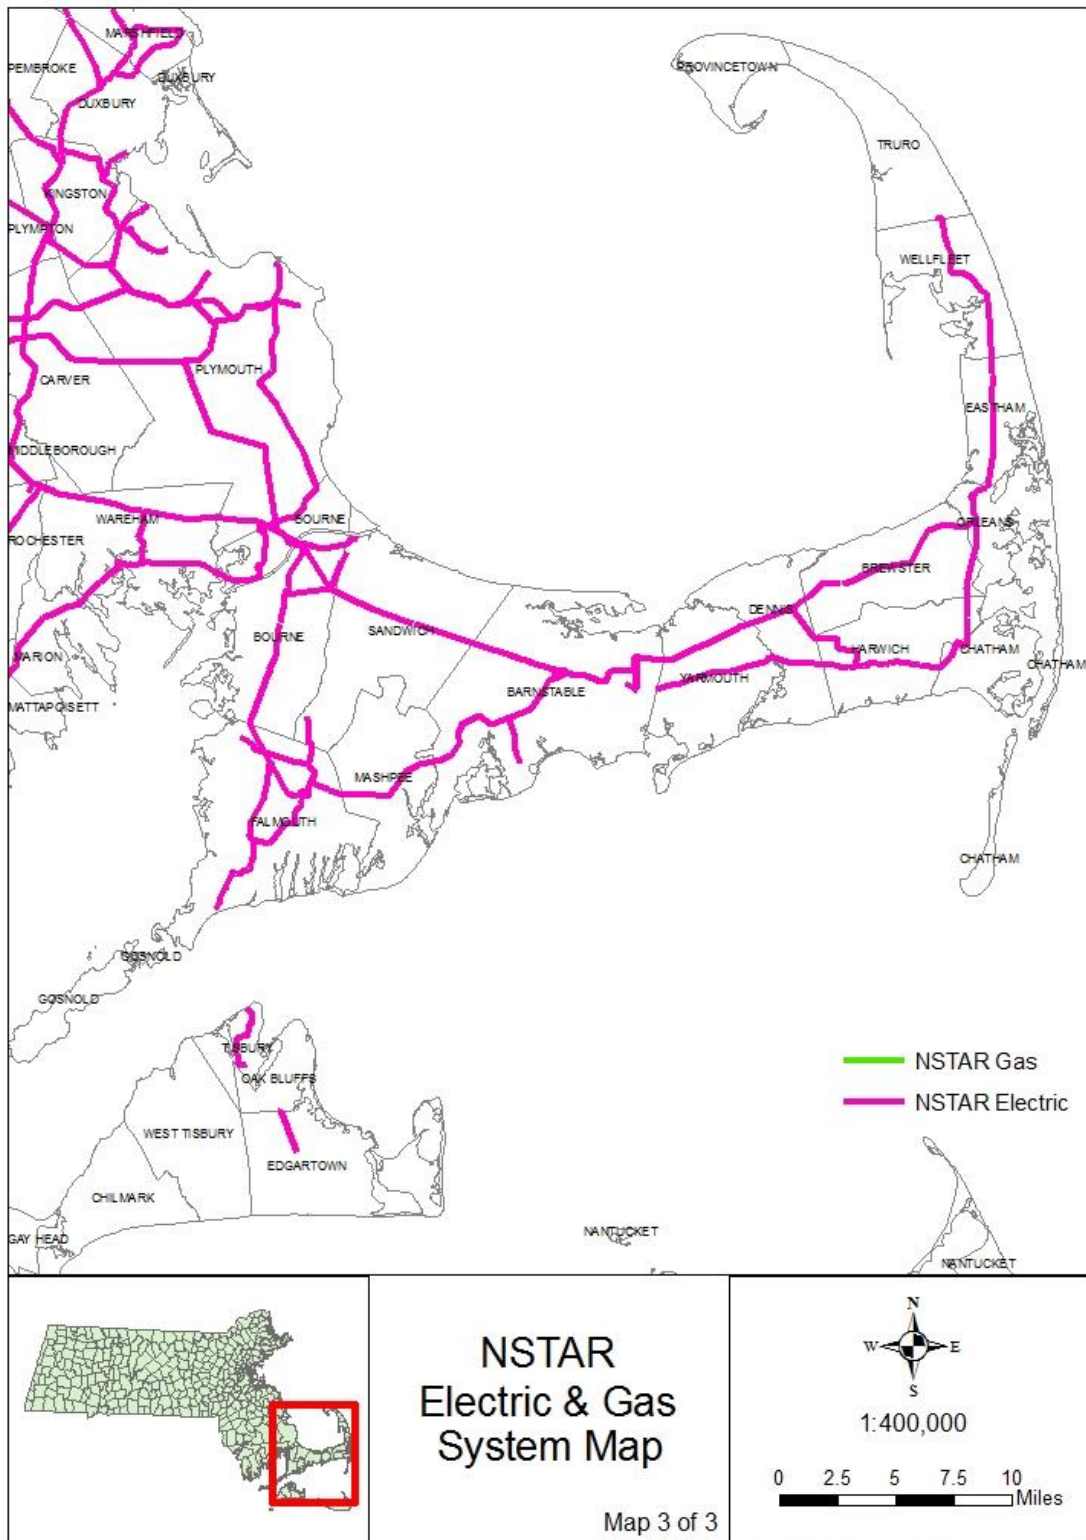 MARSHFIELD
PEMBROKE
PROVINCETOWN
DUXBURY
DUXBURY
TRURO
KINGSTON
PLYMPTON
WELLFLEET
PLYMOUTH
CARVER
EASTHAM
MIDDLEBOROUGH
WAREHAM
BOURNE
ORLEANS
ROCHESTER
BREWSTER
DENNIS
SANDWICH
BOURNE
HARWICH
CHATHAM
MARION
CHATHAM
YARMOUTH
BARNSTABLE
MATTAPOISETT
MASHPEE
FALMOUTH
CHATHAM
GOSNOLD
GOSNOLD
TISBURY
NSTAR Gas
OAK BLUFFS
NSTAR Electric
WEST TISBURY
EDGARTOWN
CHILMARK
NANTUCKET
GAY HEAD
NANTUCKET
NSTAR
Electric & Gas
System Map
Map 3 of 3
N
W E
S
1:400,000
0 2.5 5 7.5 10
Miles